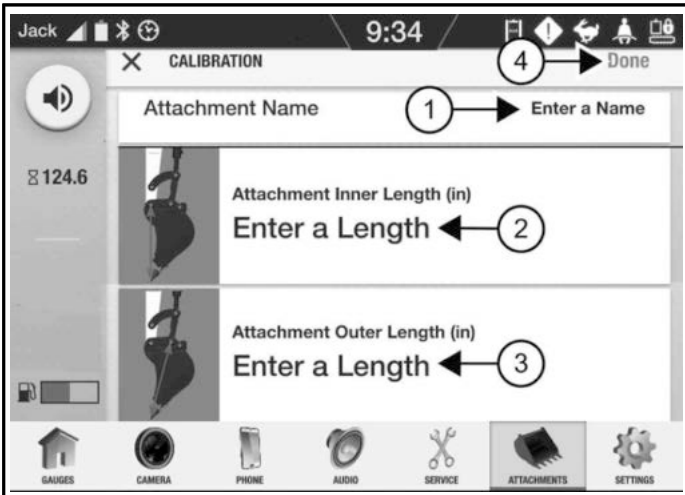 Jack 9:34
CALIBRATION 4 Done
Attachment Name 1 Enter a Name
124.6
Attachment Inner Length (in)
Enter a Length 2
Attachment Outer Length (in)
Enter a Length 3
GAUGES CAMERA PHONE AUDIO SERVICE ATTACHMENTS SETTINGS